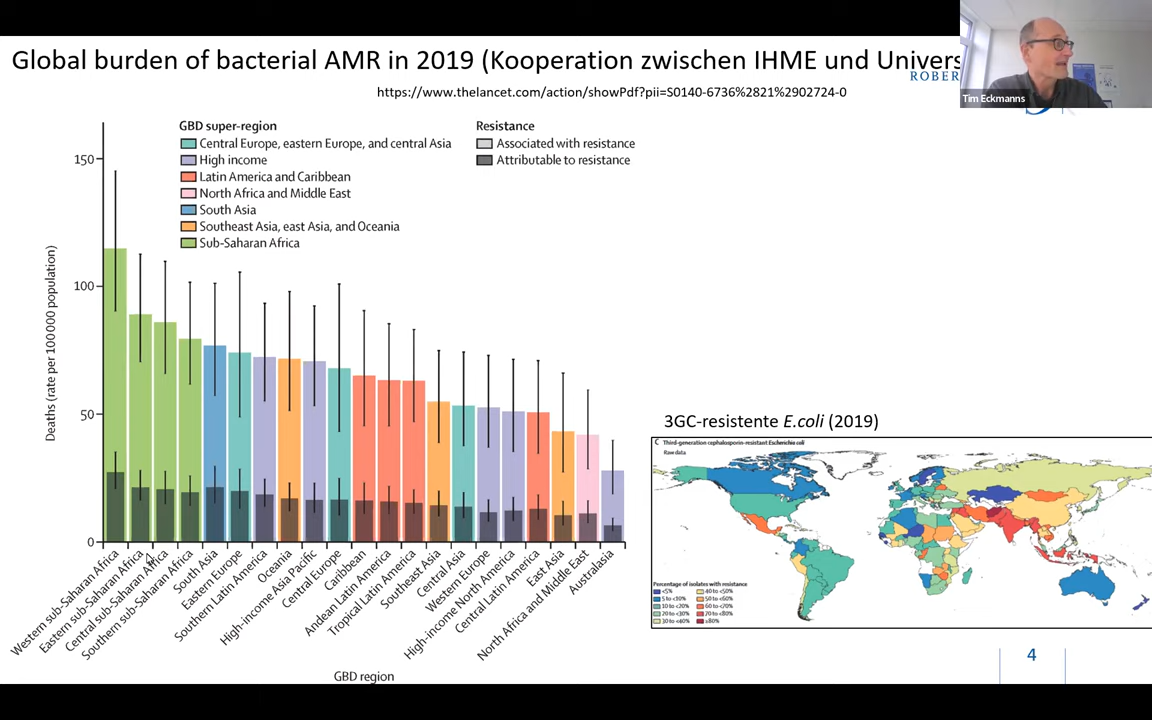 Global burden of bacterial AMR in 2019 (Kooperation zwischen IHME und Univers
ROBER
https://www.thelancet.com/action/showPdf?pii=S0140-6736%2821%2902724-0
Tim Eckmanns
GBD super-region
Central Europe, eastern Europe, and central Asia
High income
Latin America and Caribbean
North Africa and Middle East
South Asia
Southeast Asia, east Asia, and Oceania
Sub-Saharan Africa
Resistance
Associated with resistance
Attributable to resistance
Deaths (rate per 100 000 population)
150
100
50
0
Western sub-Saharan Africa
Eastern sub-Saharan Africa
Central sub-Saharan Africa
Southern sub-Saharan Africa
South Asia
Eastern Europe
Southern Latin America
Oceania
High-income Asia Pacific
Central Europe
Caribbean
Andean Latin America
Tropical Latin America
Southeast Asia
Central Asia
Western Europe
High-income North America
Central Latin America
East Asia
North Africa and Middle East
Australasia
GBD region
3GC-resistente E.coli (2019)
C Third-generation cephalosporin-resistant Escherichia coli
Raw data
Percentage of isolates with resistance
<5%
5 to <10%
10 to <20%
20 to <30%
30 to <40%
40 to <50%
50 to <60%
60 to <70%
70 to <80%
≥80%
4